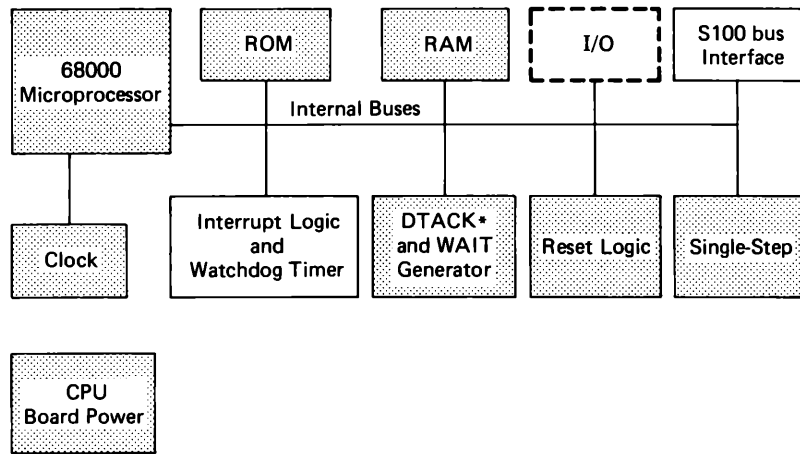 68000
Microprocessor
ROM
RAM
I/O
S100 bus
Interface
Internal Buses
Clock
Interrupt Logic
and
Watchdog Timer
DTACK*
and WAIT
Generator
Reset Logic
Single-Step
CPU
Board Power